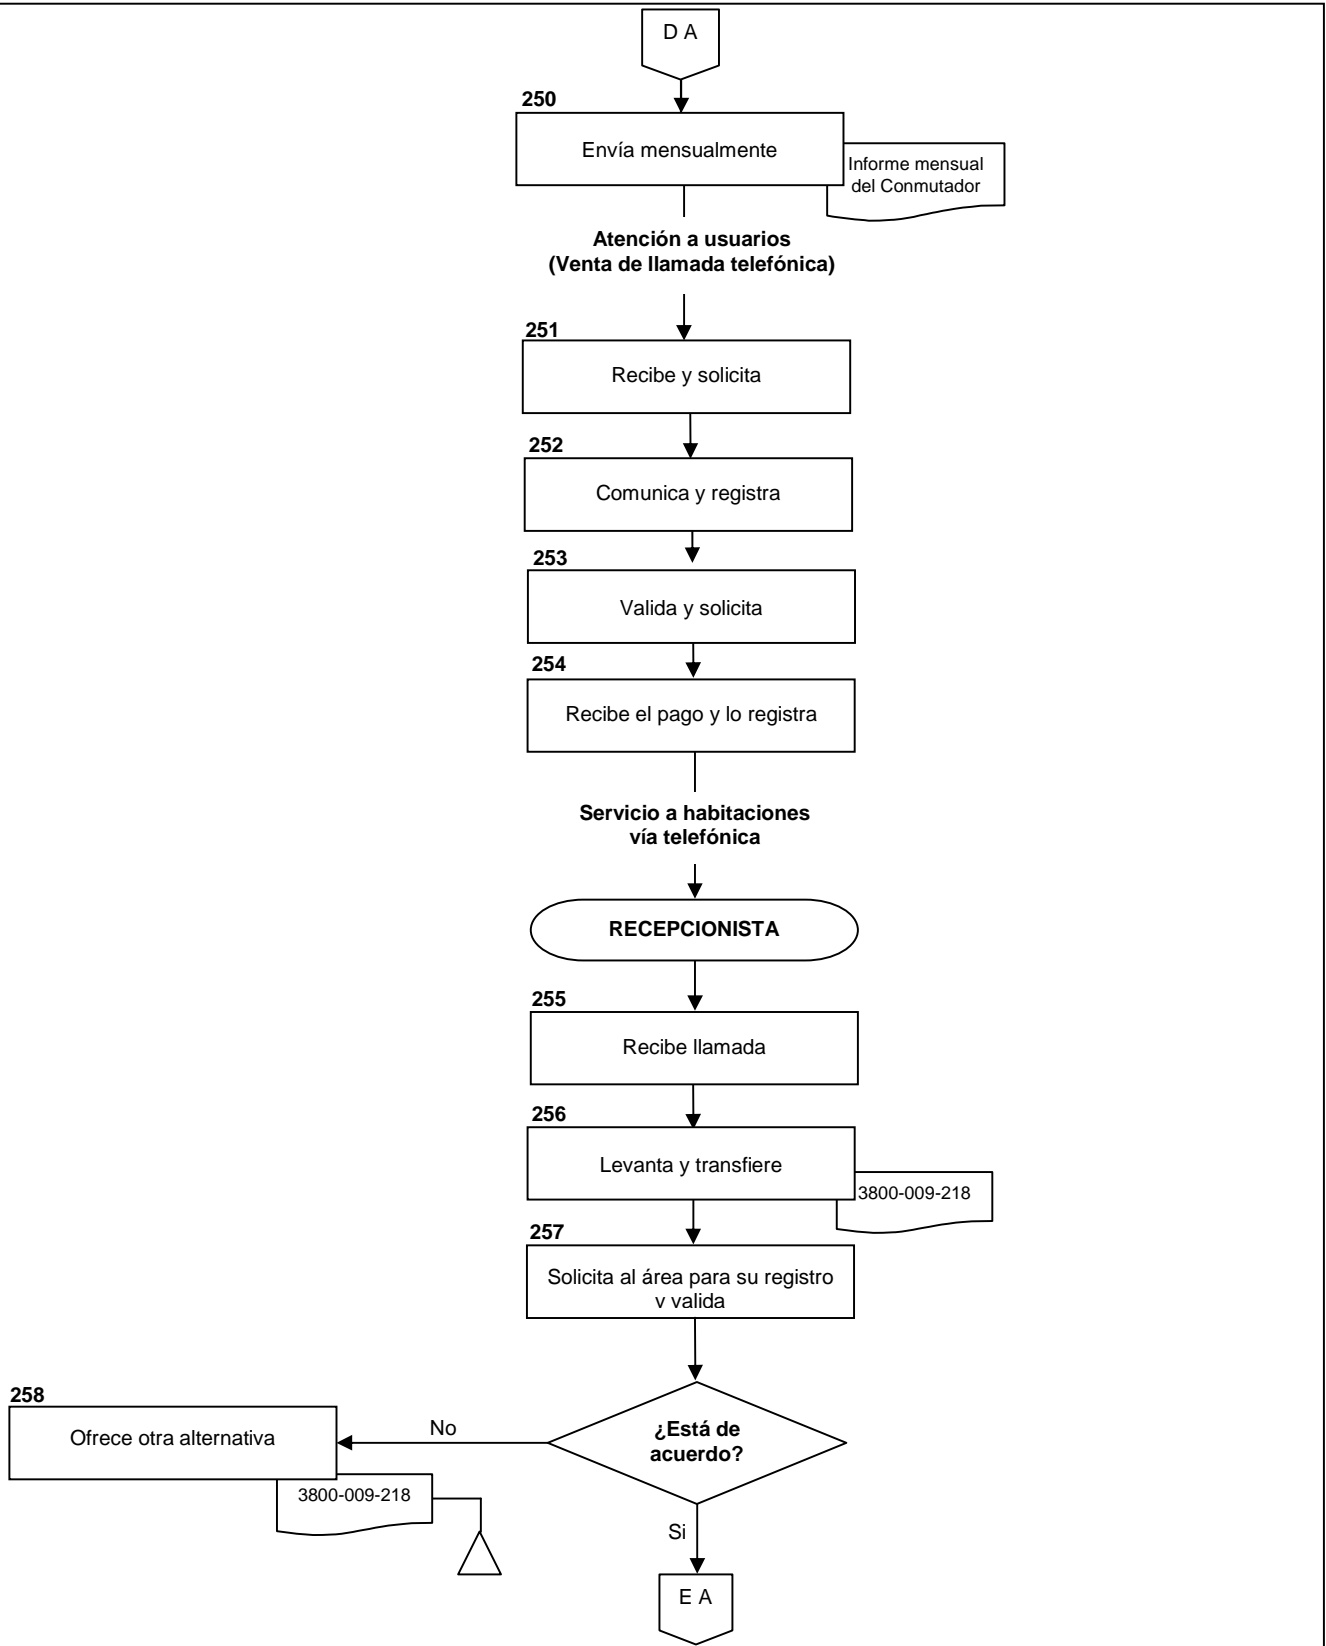 D A
250
Envía mensualmente
Informe mensual
del Conmutador
Atención a usuarios
(Venta de llamada telefónica)
251
Recibe y solicita
252
Comunica y registra
253
Valida y solicita
254
Recibe el pago y lo registra
Servicio a habitaciones
vía telefónica
RECEPCIONISTA
255
Recibe llamada
256
Levanta y transfiere
3800-009-218
257
Solicita al área para su registro
y valida
258
Ofrece otra alternativa
No
¿Está de
acuerdo?
3800-009-218
Si
E A